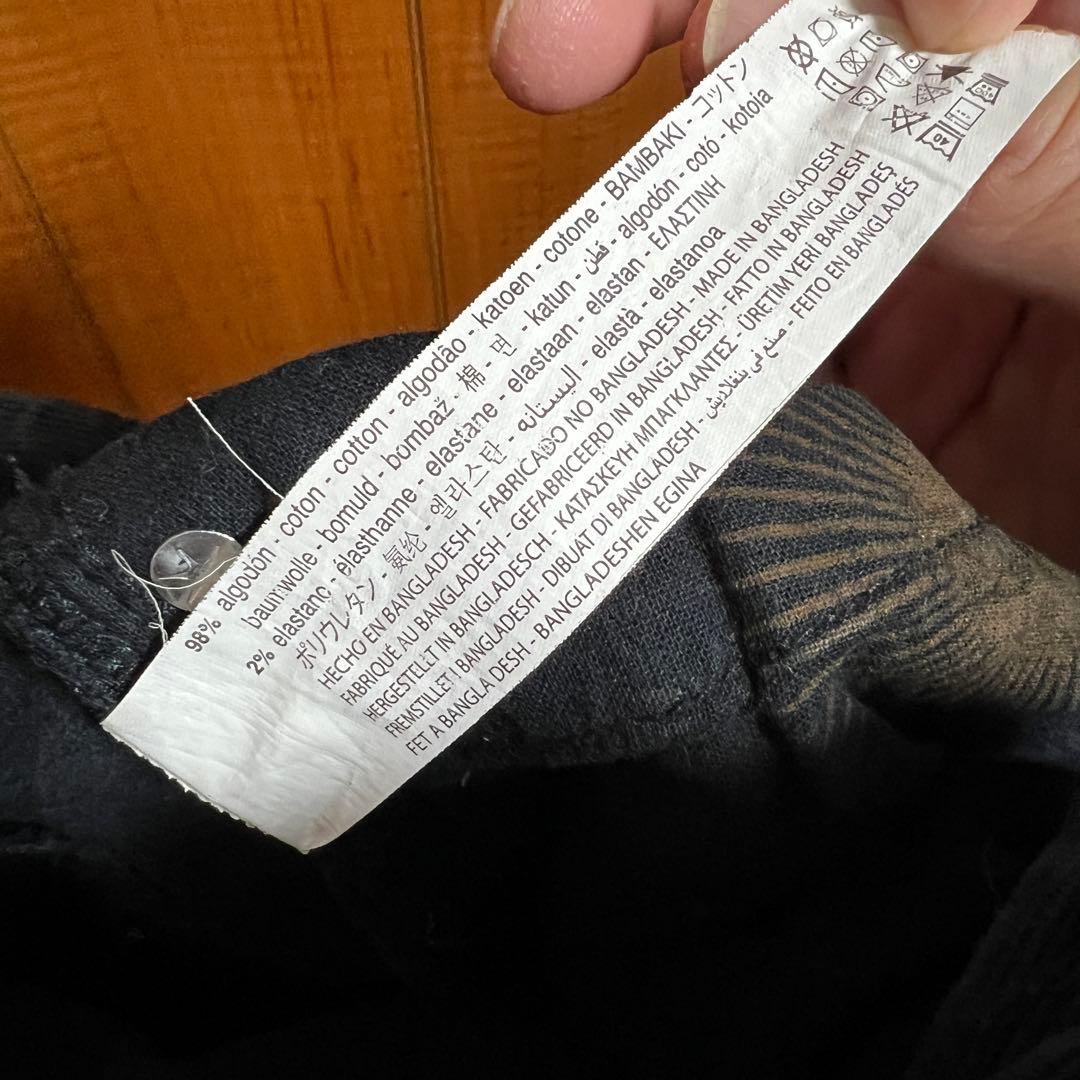 98% algodón - coton - cotton - algodão - katoen - cotone - BAMBAKI - コットン
baumwolle - bomuld - bombaž - 棉 - 면 - katun - قطن - algodón - cotó - kotoia
2% elastano - élasthanne - elastane - elastaan - elastan - ΕΛΑΣΤΙΝΗ
ポリウレタン - 氨纶 - 엘라스탄 - اليستانه - elastà - elastanoa
HECHO EN BANGLADESH - FABRICADO NO BANGLADESH - MADE IN BANGLADESH
FABRIQUÉ AU BANGLADESH - GEFABRICEERD IN BANGLADESH - FATTO IN BANGLADESH
HERGESTELLT IN BANGLADESCH - ΚΑΤΑΣΚΕΥΗ ΜΠΑΓΚΛΑΝΤΕΣ - ÜRETIM YERİ BANGLADEŞ
FREMSTILLET I BANGLADESH - DIBUAT DI BANGLADESH - صنع في بنغلاديش - FEITO EN BANGLADÉS
FET A BANGLA DESH - BANGLADESHEN EGINA
40